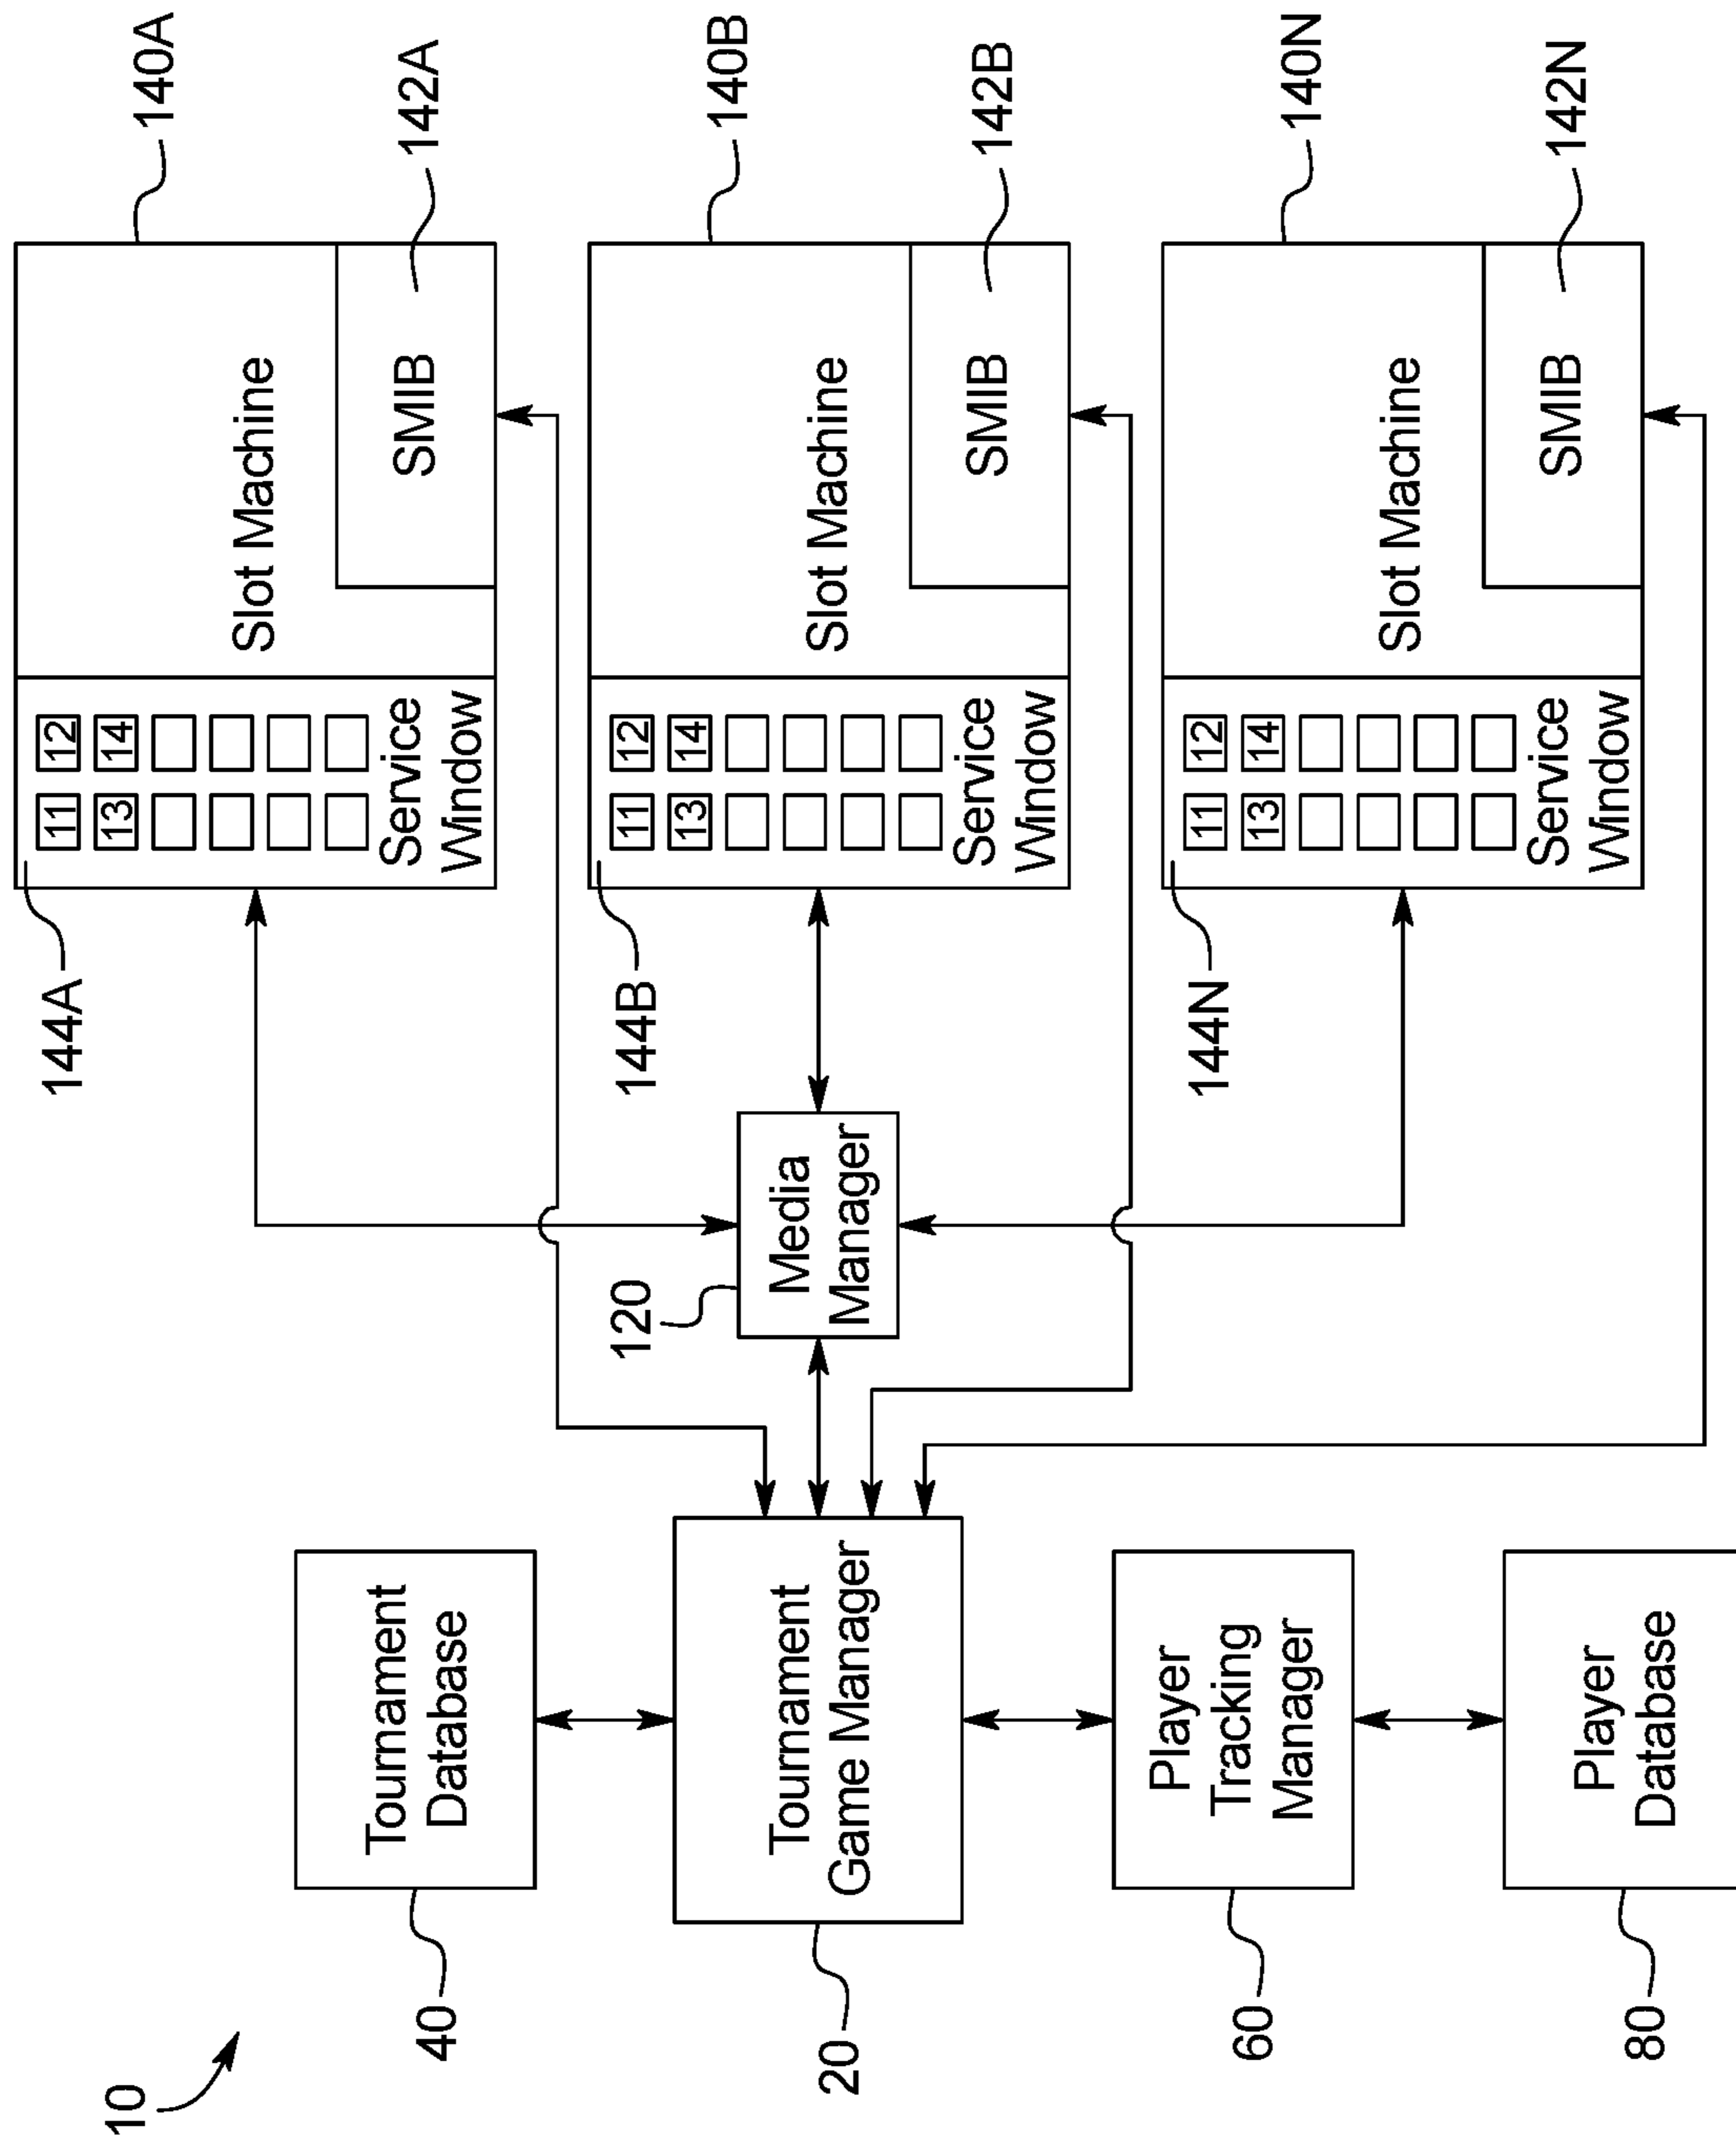 10
40
Tournament
Database
20
Tournament
Game Manager
60
Player
Tracking
Manager
80
Player
Database
120
Media
Manager
144A
11 12
13 14
Service
Window
Slot Machine
SMIB
140A
142A
144B
11 12
13 14
Service
Window
Slot Machine
SMIB
140B
142B
144N
11 12
13 14
Service
Window
Slot Machine
SMIB
140N
142N